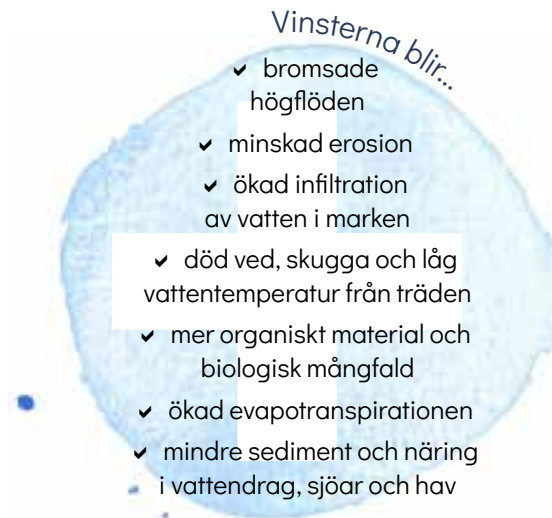 Vinsterna blir...
✔ bromsade
högflöden
✔ minskad erosion
✔ ökad infiltration
av vatten i marken
✔ död ved, skugga och låg
vattentemperatur från träden
✔ mer organiskt material och
biologisk mångfald
✔ ökad evapotranspirationen
✔ mindre sediment och näring
i vattendrag, sjöar och hav